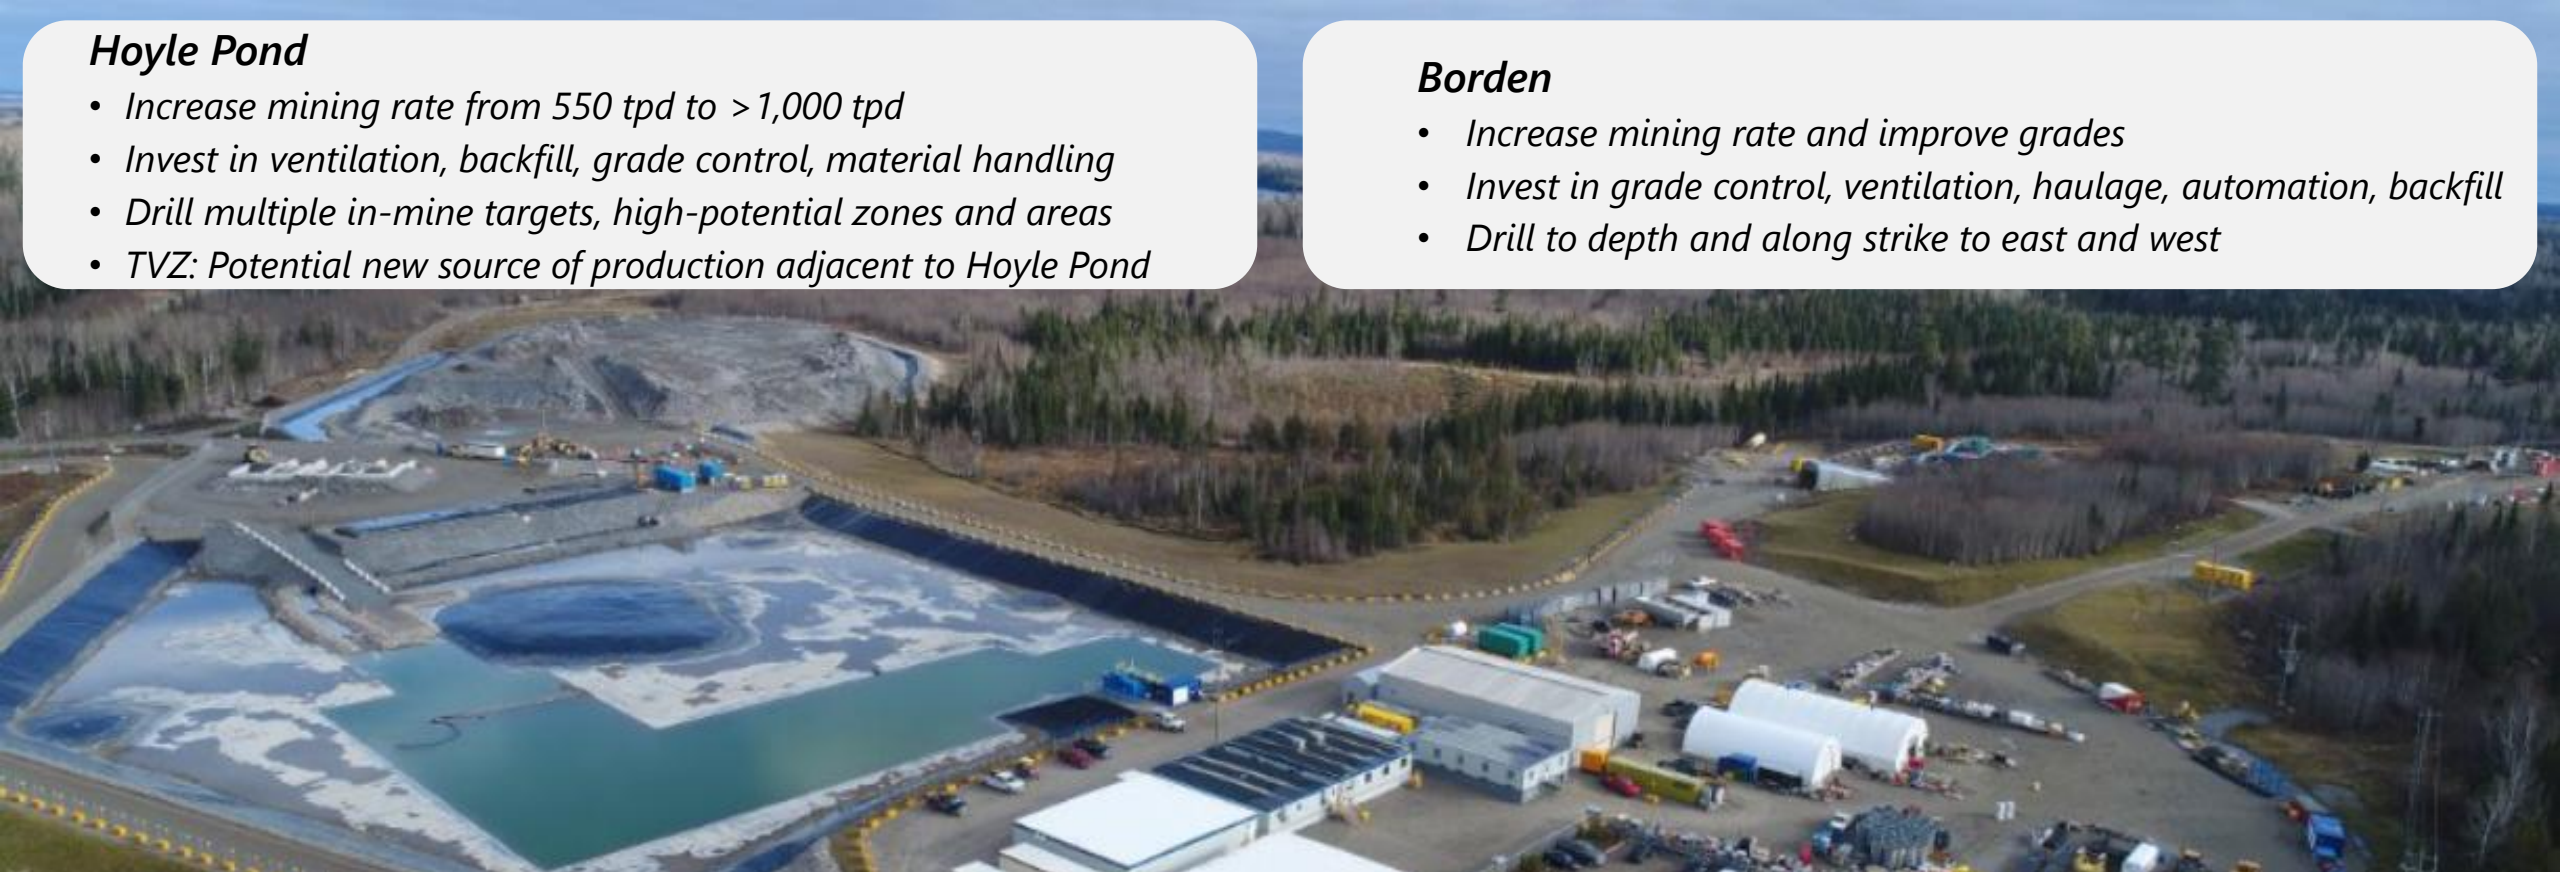 Hoyle Pond
• Increase mining rate from 550 tpd to >1,000 tpd
• Invest in ventilation, backfill, grade control, material handling
• Drill multiple in-mine targets, high-potential zones and areas
• TVZ: Potential new source of production adjacent to Hoyle Pond
Borden
• Increase mining rate and improve grades
• Invest in grade control, ventilation, haulage, automation, backfill
• Drill to depth and along strike to east and west